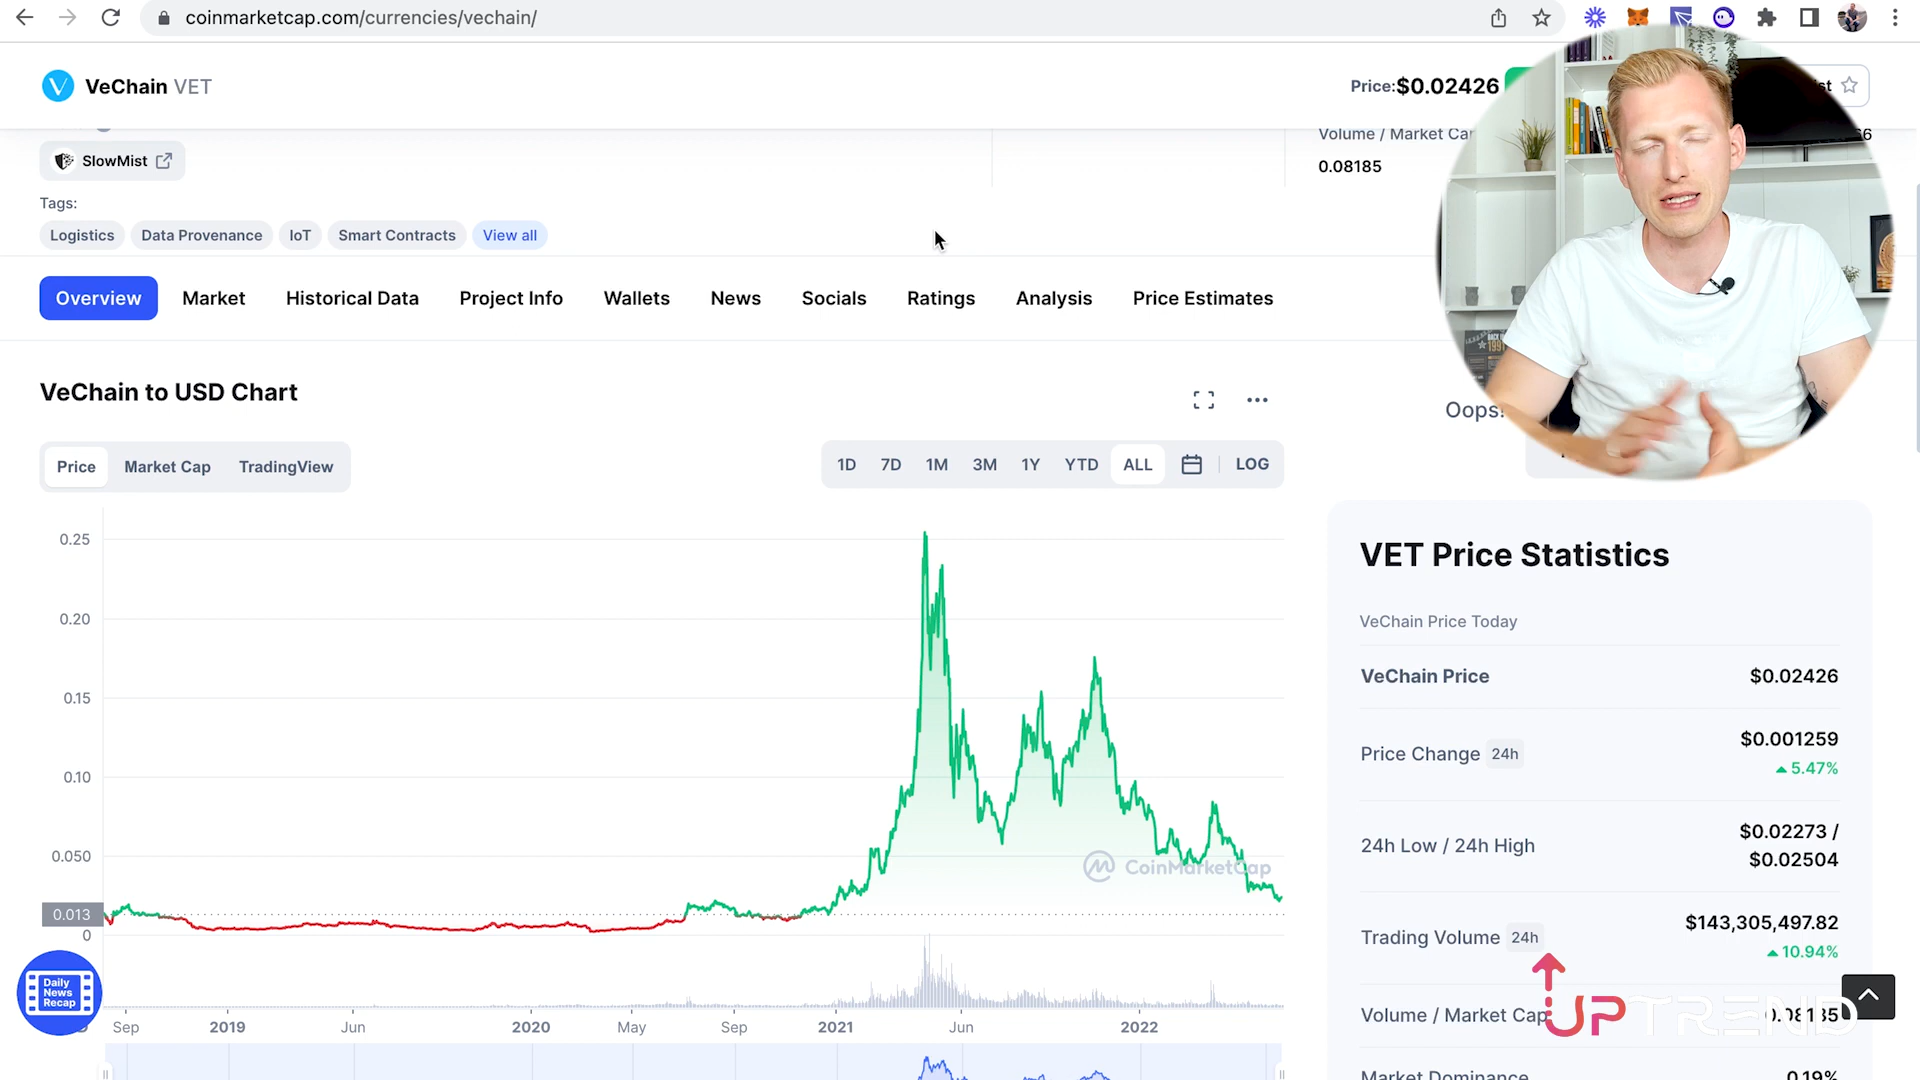 coinmarketcap.com/currencies/vechain/
VeChain VET
Price:$0.02426
SlowMist
Volume / Market Ca
0.08185
Tags:
Logistics Data Provenance IoT Smart Contracts View all
Overview Market Historical Data Project Info Wallets News Socials Ratings Analysis Price Estimates
VeChain to USD Chart
Oops!
Price Market Cap TradingView
1D 7D 1M 3M 1Y YTD ALL LOG
0.25
0.20
0.15
0.10
0.050
0.013
0
CoinMarketCap
Sep 2019 Jun 2020 May Sep 2021 Jun 2022
Daily
News
Recap
VET Price Statistics
VeChain Price Today
VeChain Price $0.02426
Price Change 24h $0.001259
5.47%
24h Low / 24h High $0.02273 /
$0.02504
Trading Volume 24h $143,305,497.82
10.94%
Volume / Market Cap 0.08185
UPTREND
Market Dominance 0.19%